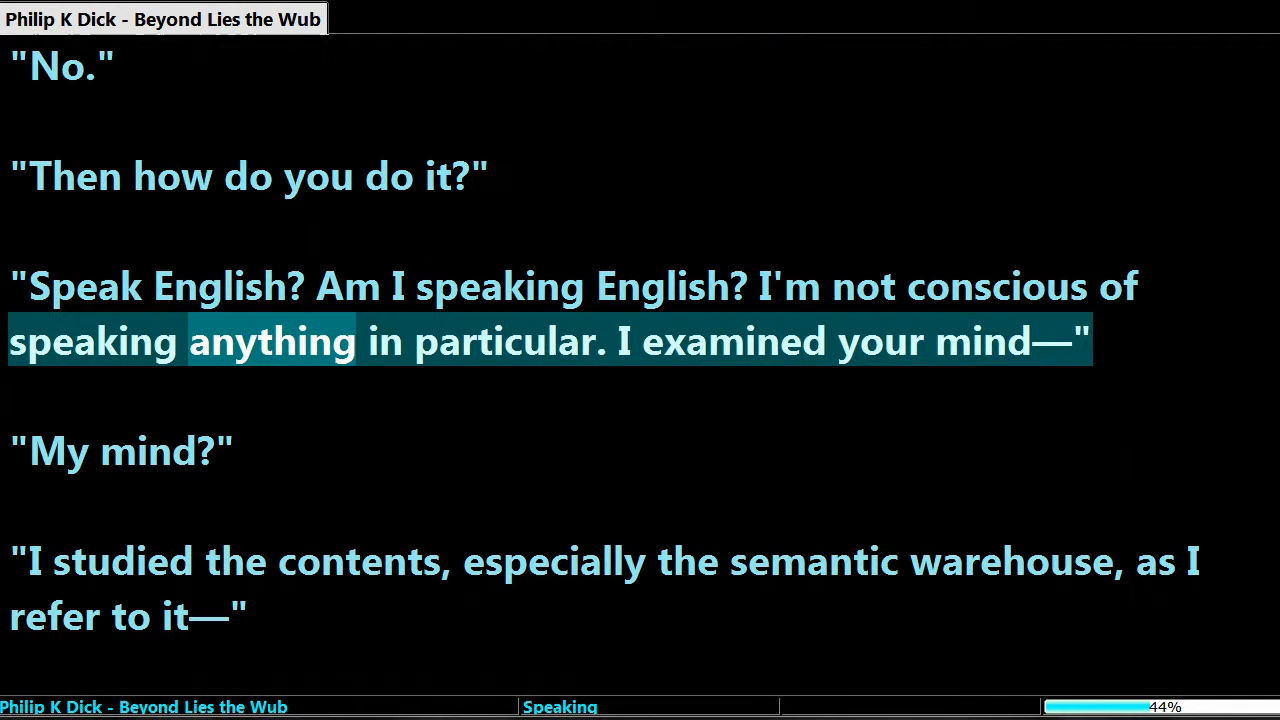 Philip K Dick - Beyond Lies the Wub
"No."
"Then how do you do it?"
"Speak English? Am I speaking English? I'm not conscious of
speaking anything in particular. I examined your mind—"
"My mind?"
"I studied the contents, especially the semantic warehouse, as I
refer to it—"
Philip K Dick - Beyond Lies the Wub
Speaking
44%